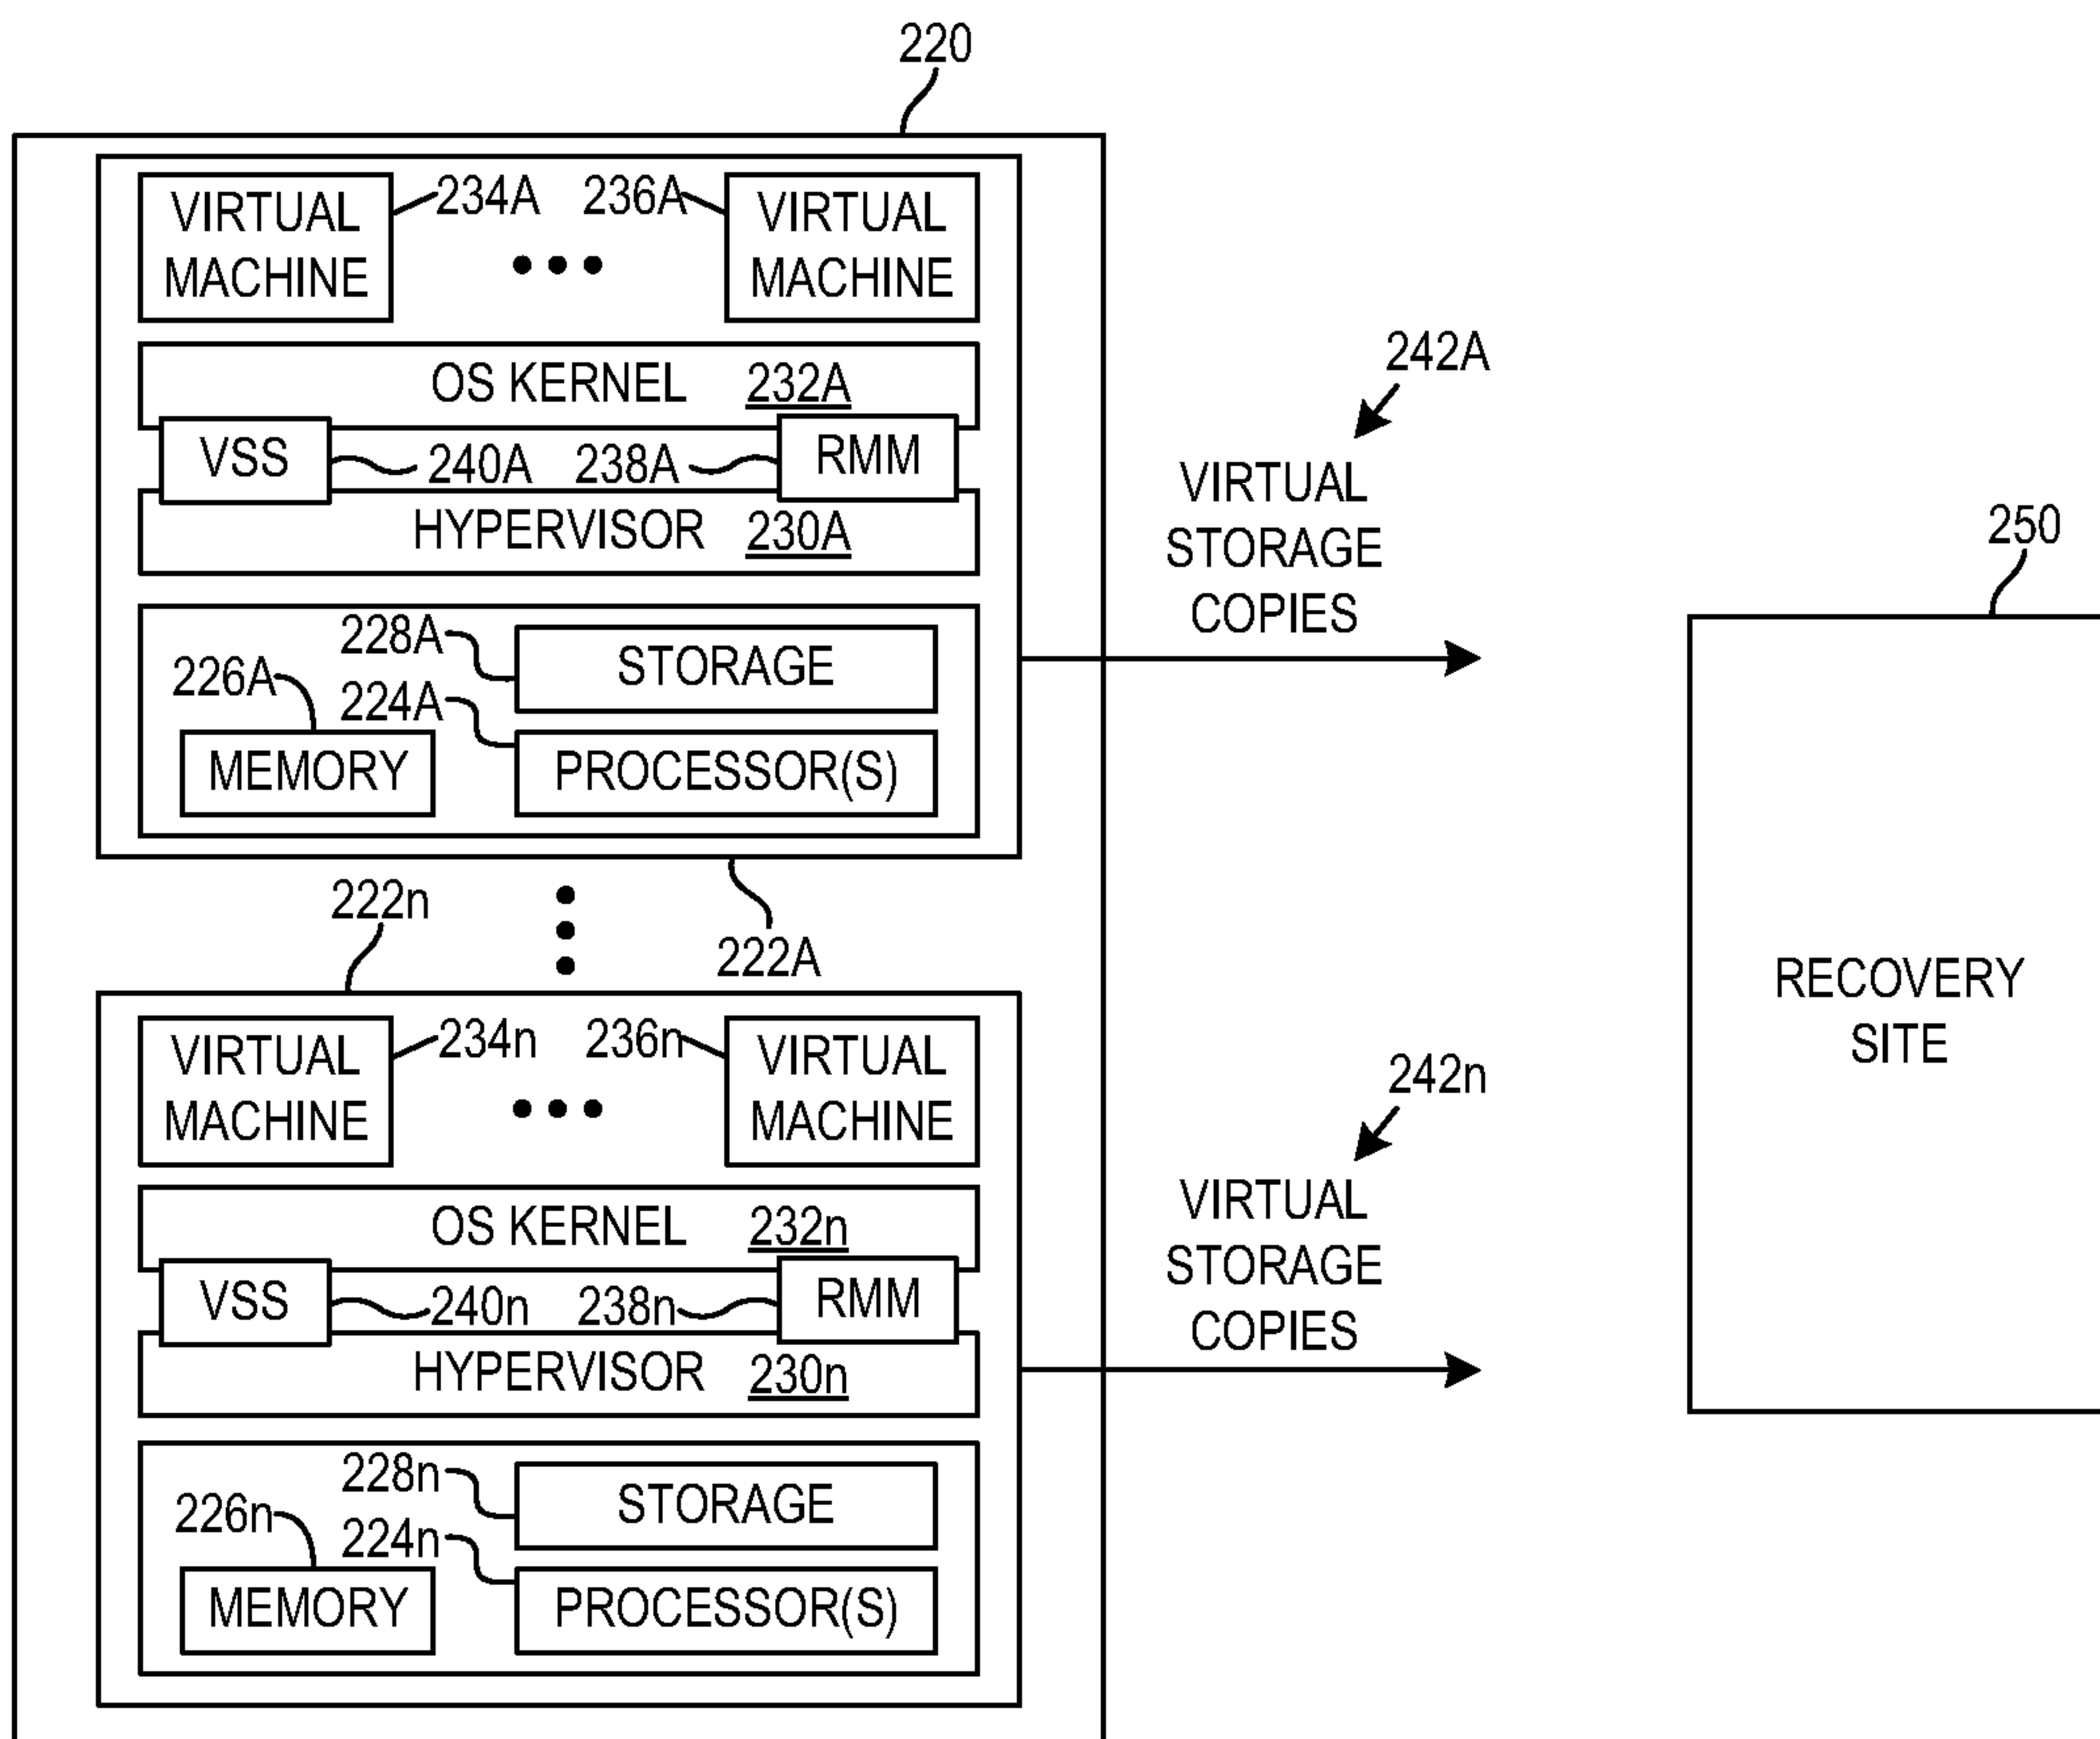 220
VIRTUAL
MACHINE
234A
236A
VIRTUAL
MACHINE
OS KERNEL 232A
VSS
240A
238A
RMM
HYPERVISOR 230A
228A
STORAGE
226A
224A
MEMORY
PROCESSOR(S)
242A
VIRTUAL
STORAGE
COPIES
250
RECOVERY
SITE
222n
222A
VIRTUAL
MACHINE
234n
236n
VIRTUAL
MACHINE
OS KERNEL 232n
VSS
240n
238n
RMM
HYPERVISOR 230n
228n
STORAGE
226n
224n
MEMORY
PROCESSOR(S)
242n
VIRTUAL
STORAGE
COPIES